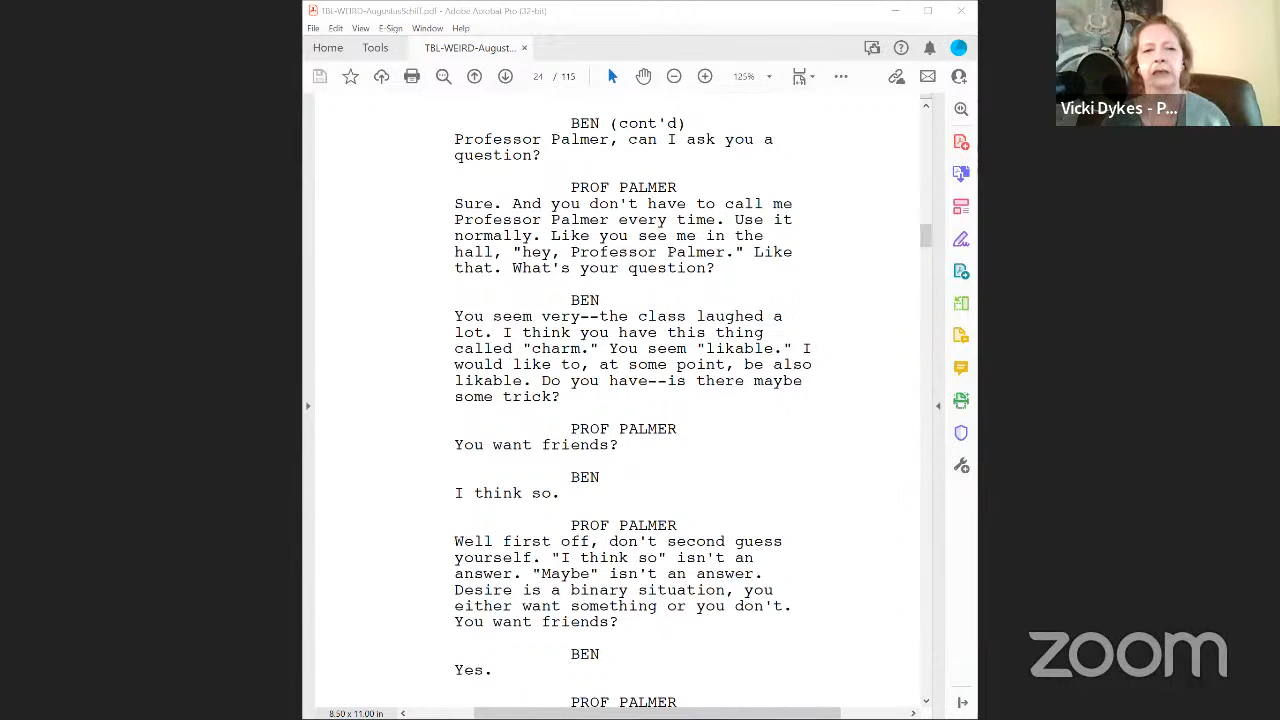 TBL-WEIRD-AugustusSchiff.pdf - Adobe Acrobat Pro (32-bit)
File Edit View E-Sign Window Help
Home Tools TBL-WEIRD-August... ×
24 / 115 125%
BEN (cont'd)
Professor Palmer, can I ask you a
question?
PROF PALMER
Sure. And you don't have to call me
Professor Palmer every time. Use it
normally. Like you see me in the
hall, "hey, Professor Palmer." Like
that. What's your question?
BEN
You seem very--the class laughed a
lot. I think you have this thing
called "charm." You seem "likable." I
would like to, at some point, be also
likable. Do you have--is there maybe
some trick?
PROF PALMER
You want friends?
BEN
I think so.
PROF PALMER
Well first off, don't second guess
yourself. "I think so" isn't an
answer. "Maybe" isn't an answer.
Desire is a binary situation, you
either want something or you don't.
You want friends?
BEN
Yes.
PROF PALMER
8.50 x 11.00 in
Vicki Dykes - P...
zoom